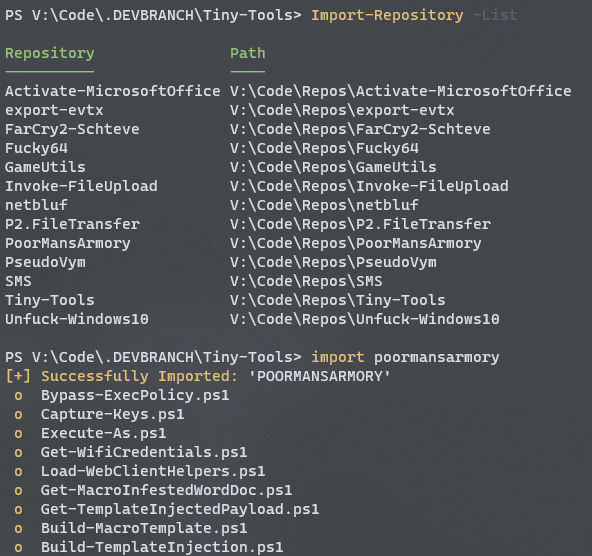 PS V:\Code\.DEVBRANCH\Tiny-Tools> Import-Repository -List
Repository Path
---------- ----
Activate-MicrosoftOffice V:\Code\Repos\Activate-MicrosoftOffice
export-evtx V:\Code\Repos\export-evtx
FarCry2-Schteve V:\Code\Repos\FarCry2-Schteve
Fucky64 V:\Code\Repos\Fucky64
GameUtils V:\Code\Repos\GameUtils
Invoke-FileUpload V:\Code\Repos\Invoke-FileUpload
netbluf V:\Code\Repos\netbluf
P2.FileTransfer V:\Code\Repos\P2.FileTransfer
PoorMansArmory V:\Code\Repos\PoorMansArmory
PseudoVym V:\Code\Repos\PseudoVym
SMS V:\Code\Repos\SMS
Tiny-Tools V:\Code\Repos\Tiny-Tools
Unfuck-Windows10 V:\Code\Repos\Unfuck-Windows10
PS V:\Code\.DEVBRANCH\Tiny-Tools> import poormansarmory
[+] Successfully Imported: 'POORMANSARMORY'
o Bypass-ExecPolicy.ps1
o Capture-Keys.ps1
o Execute-As.ps1
o Get-WifiCredentials.ps1
o Load-WebClientHelpers.ps1
o Get-MacroInfestedWordDoc.ps1
o Get-TemplateInjectedPayload.ps1
o Build-MacroTemplate.ps1
o Build-TemplateInjection.ps1